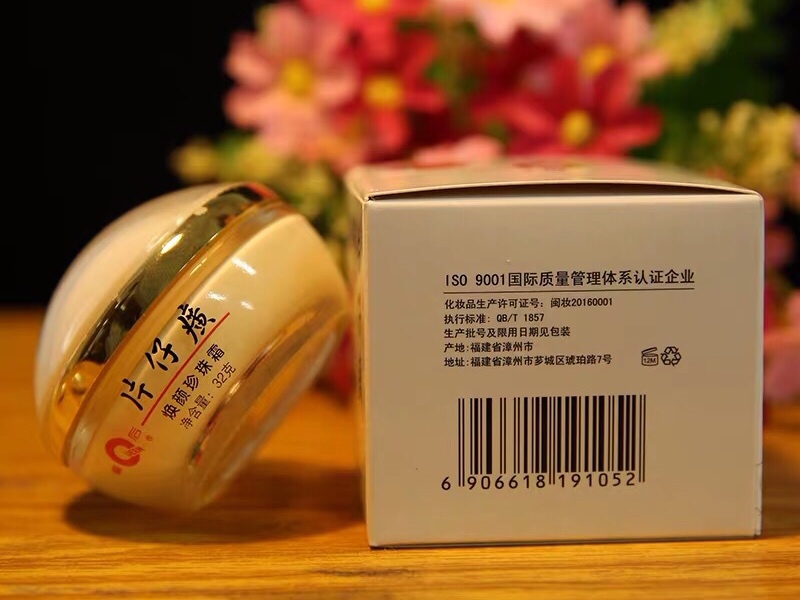 片仔癀
焕颜珍珠霜
净含量：32克
后
ISO 9001国际质量管理体系认证企业
化妆品生产许可证号：闽妆20160001
执行标准：QB/T 1857
生产批号及限用日期见包装
产地：福建省漳州市
地址：福建省漳州市芗城区琥珀路7号
12M
6 906618 191052